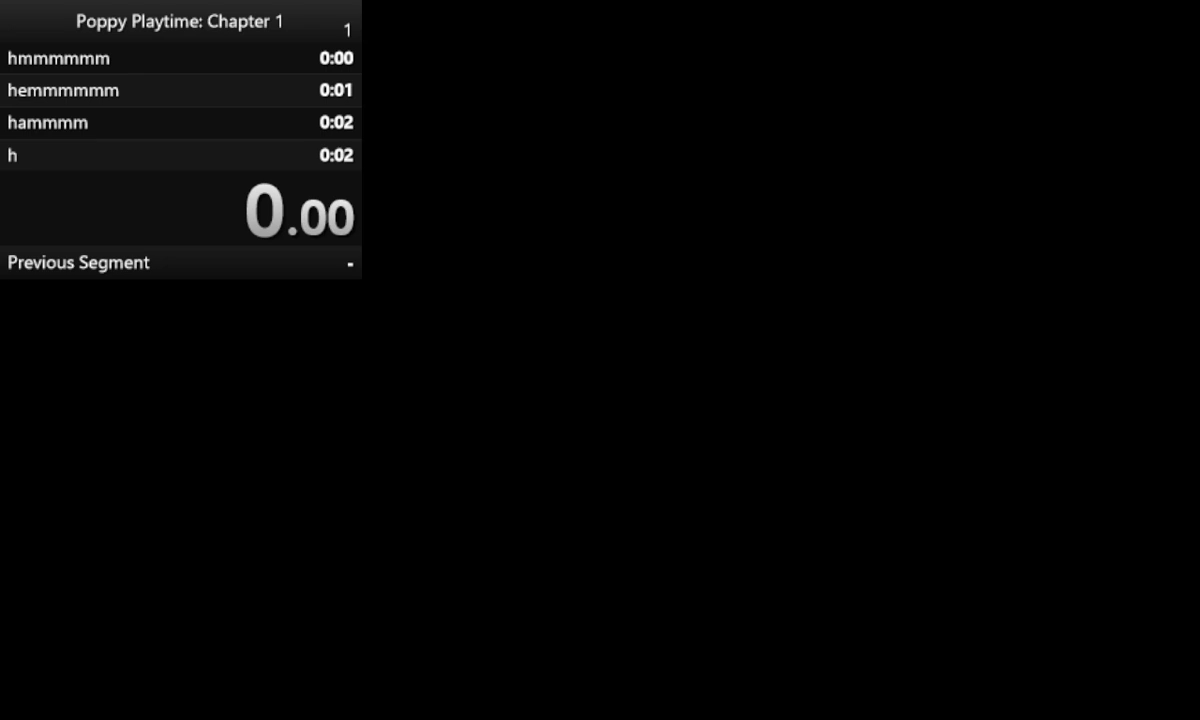 Poppy Playtime: Chapter 1
1
hmmmmmm 0:00
hemmmmmm 0:01
hammmm 0:02
h 0:02
0.00
Previous Segment -